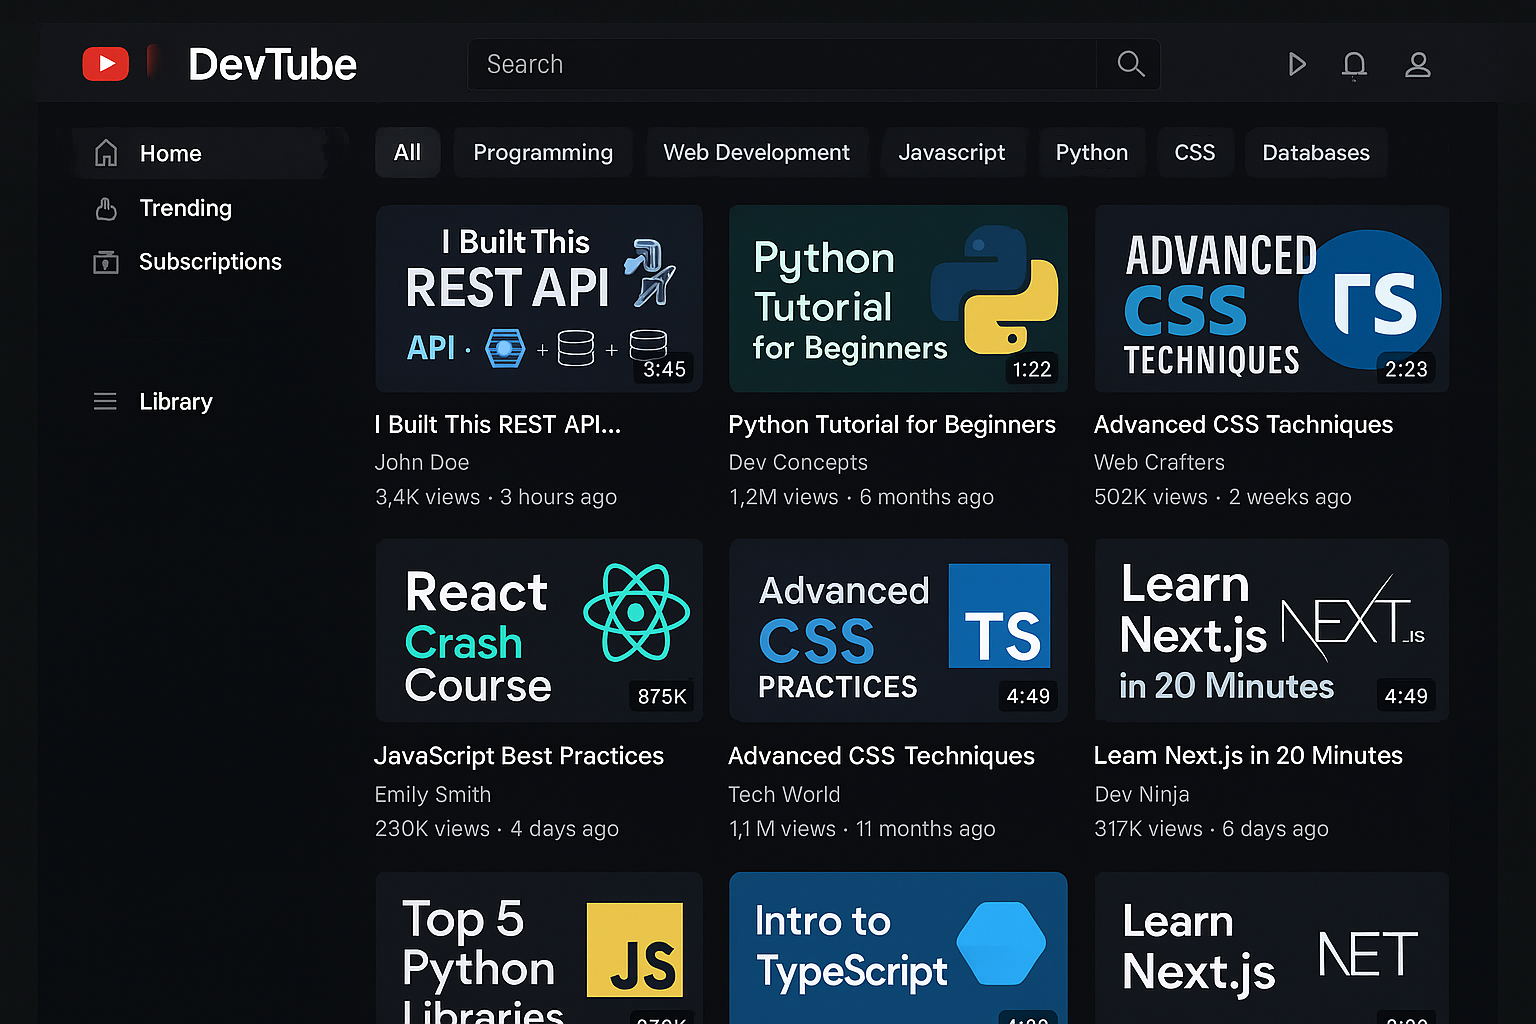 DevTube
Search
Home
Trending
Subscriptions
Library
All
Programming
Web Development
Javascript
Python
CSS
Databases
I Built This
REST API
API · + +
3:45
I Built This REST API...
John Doe
3,4K views · 3 hours ago
Python
Tutorial
for Beginners
1:22
Python Tutorial for Beginners
Dev Concepts
1,2M views · 6 months ago
ADVANCED
CSS
TECHNIQUES
TS
2:23
Advanced CSS Tachniques
Web Crafters
502K views · 2 weeks ago
React
Crash
Course
875K
JavaScript Best Practices
Emily Smith
230K views · 4 days ago
Advanced
CSS
PRACTICES
TS
4:49
Advanced CSS Techniques
Tech World
1,1 M views · 11 months ago
Learn
Next.js
in 20 Minutes
NEXT.JS
4:49
Leam Next.js in 20 Minutes
Dev Ninja
317K views · 6 days ago
Top 5
Python
Libraries
JS
Intro to
TypeScript
Learn
Next.js
NET